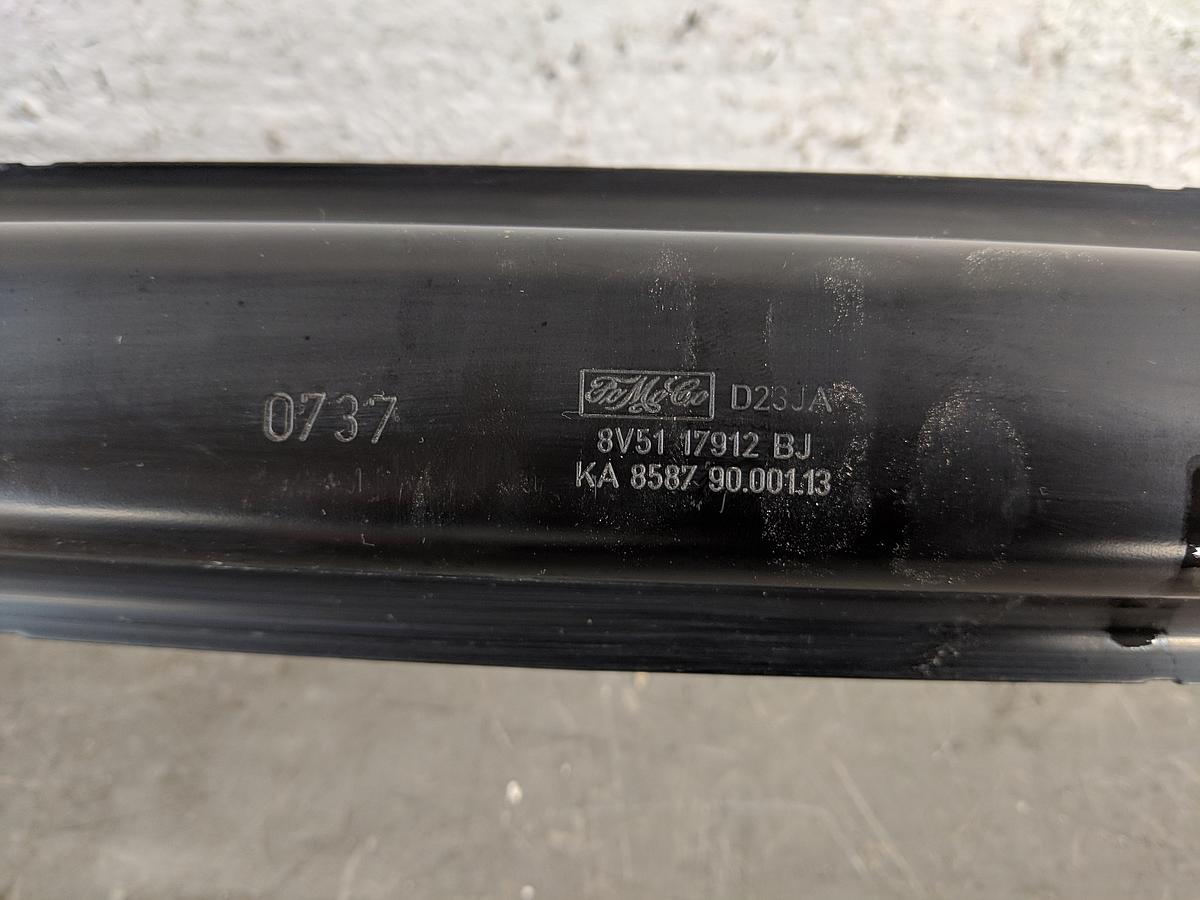 0737
FoMoCo D23JA
8V51 17912 BJ
KA 8587 90.001.13